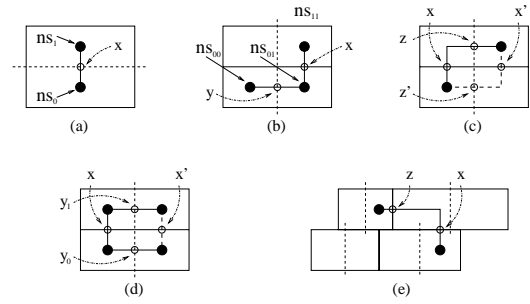 ns₁
x
ns₀
(a)
ns₁₁
ns₀₀
ns₀₁
x
y
(b)
x
x'
z
z'
(c)
x
x'
y₁
y₀
(d)
z
x
(e)